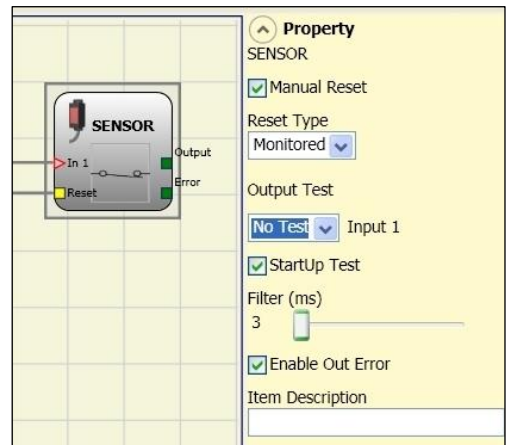 SENSOR
In 1
Reset
Output
Error
Property
SENSOR
Manual Reset
Reset Type
Monitored
Output Test
No Test Input 1
StartUp Test
Filter (ms)
3
Enable Out Error
Item Description